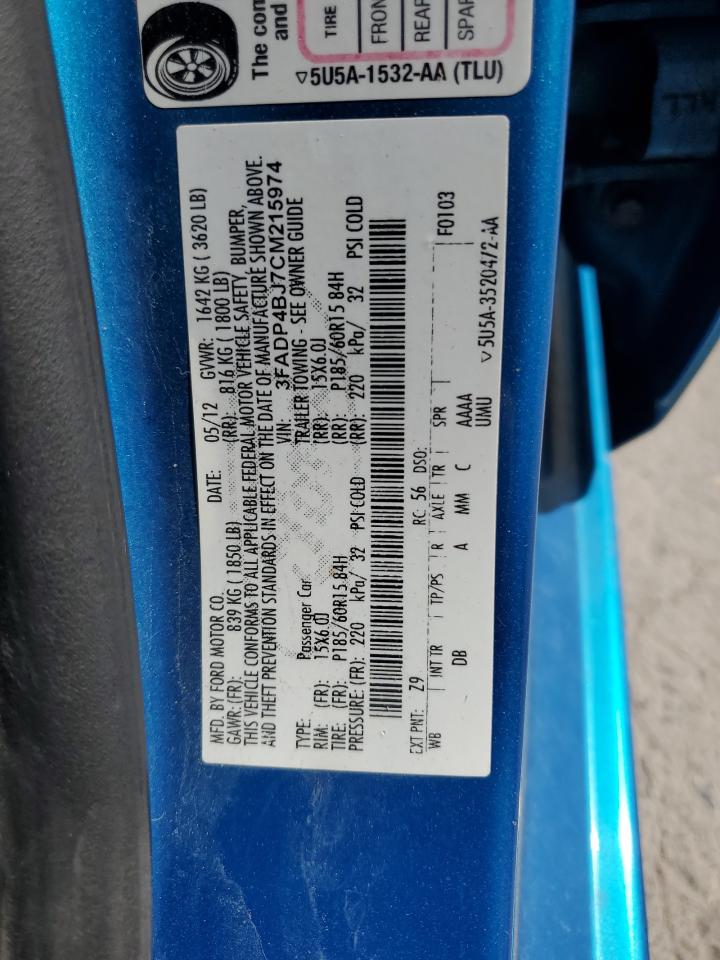 The con
and
TIRE
FRON
REAR
SPAR
▽5U5A-1532-AA (TLU)
MFD. BY FORD MOTOR CO. DATE: 05/12 GVWR: 1642 KG ( 3620 LB)
GAWR: (FR): 839 KG ( 1850 LB) (RR): 816 KG ( 1800 LB)
THIS VEHICLE CONFORMS TO ALL APPLICABLE FEDERAL MOTOR VEHICLE SAFETY, BUMPER,
AND THEFT PREVENTION STANDARDS IN EFFECT ON THE DATE OF MANUFACTURE SHOWN ABOVE.
VIN: 3FADP4BJ7CM215974
TYPE: Passenger Car TRAILER TOWING - SEE OWNER GUIDE
RIM: (FR): 15X6.0J (RR): 15X6.0J
TIRE: (FR): P185/60R15 84H (RR): P185/60R15 84H
PRESSURE: (FR): 220 kPa/ 32 PSI COLD (RR): 220 kPa/ 32 PSI COLD
EXT PNT: Z9 RC: 56 DSO: F0103
WB INT TR TP/PS R AXLE TR SPR
DB A MM C AAAA
UMU
▽5U5A-3520472-AA